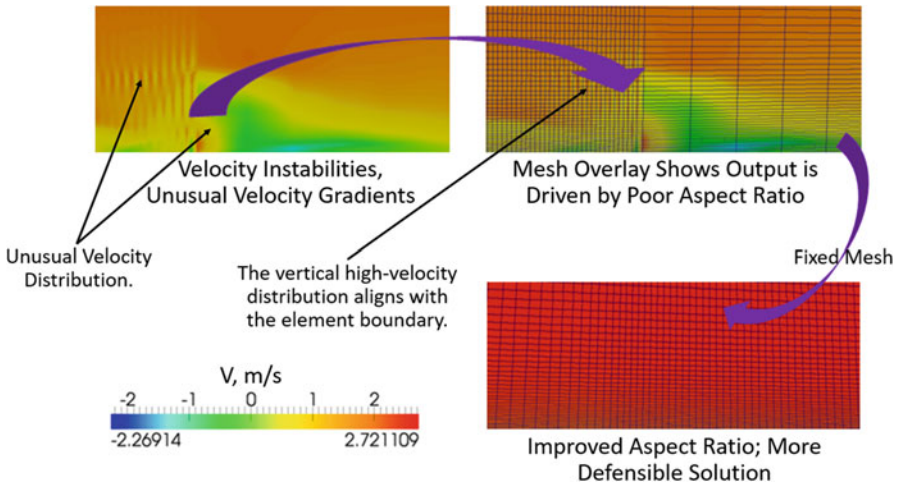 Velocity Instabilities,
Unusual Velocity Gradients
Mesh Overlay Shows Output is
Driven by Poor Aspect Ratio
Unusual Velocity
Distribution.
The vertical high-velocity
distribution aligns with
the element boundary.
Fixed Mesh
V, m/s
-2 -1 0 1 2
-2.26914 2.721109
Improved Aspect Ratio; More
Defensible Solution